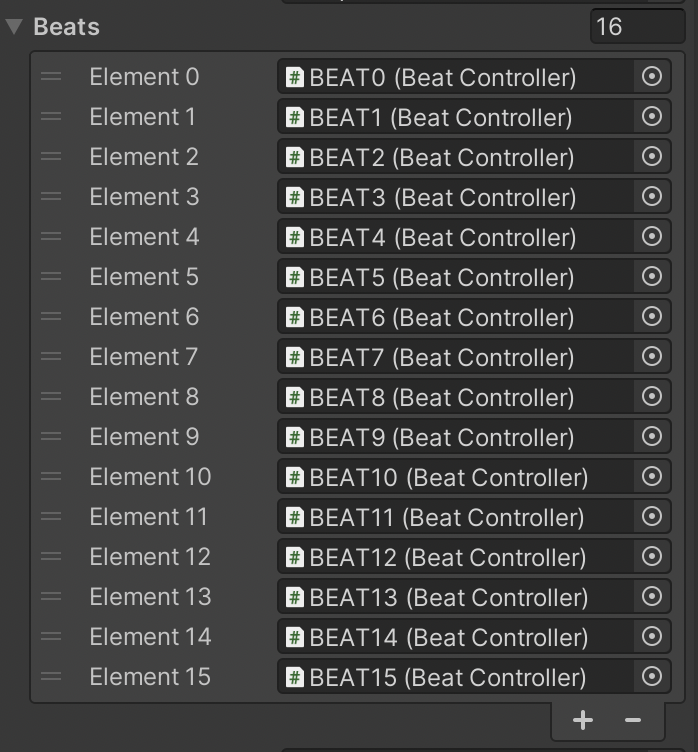 Beats 16
Element 0 # BEAT0 (Beat Controller)
Element 1 # BEAT1 (Beat Controller)
Element 2 # BEAT2 (Beat Controller)
Element 3 # BEAT3 (Beat Controller)
Element 4 # BEAT4 (Beat Controller)
Element 5 # BEAT5 (Beat Controller)
Element 6 # BEAT6 (Beat Controller)
Element 7 # BEAT7 (Beat Controller)
Element 8 # BEAT8 (Beat Controller)
Element 9 # BEAT9 (Beat Controller)
Element 10 # BEAT10 (Beat Controller)
Element 11 # BEAT11 (Beat Controller)
Element 12 # BEAT12 (Beat Controller)
Element 13 # BEAT13 (Beat Controller)
Element 14 # BEAT14 (Beat Controller)
Element 15 # BEAT15 (Beat Controller)
+ −